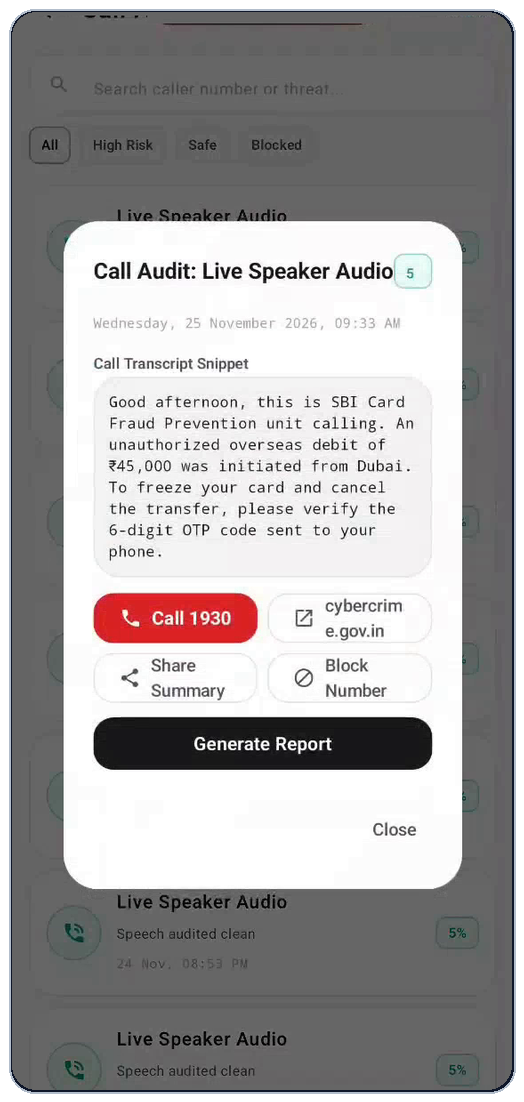 Search caller number or threat...
All
High Risk
Safe
Blocked
Live Speaker Audio
Call Audit: Live Speaker Audio
5
Wednesday, 25 November 2026, 09:33 AM
Call Transcript Snippet
Good afternoon, this is SBI Card
Fraud Prevention unit calling. An
unauthorized overseas debit of
₹45,000 was initiated from Dubai.
To freeze your card and cancel
the transfer, please verify the
6-digit OTP code sent to your
phone.
Call 1930
cybercrim
e.gov.in
Share
Summary
Block
Number
Generate Report
Close
Live Speaker Audio
Speech audited clean
5%
24 Nov, 08:53 PM
Live Speaker Audio
Speech audited clean
5%